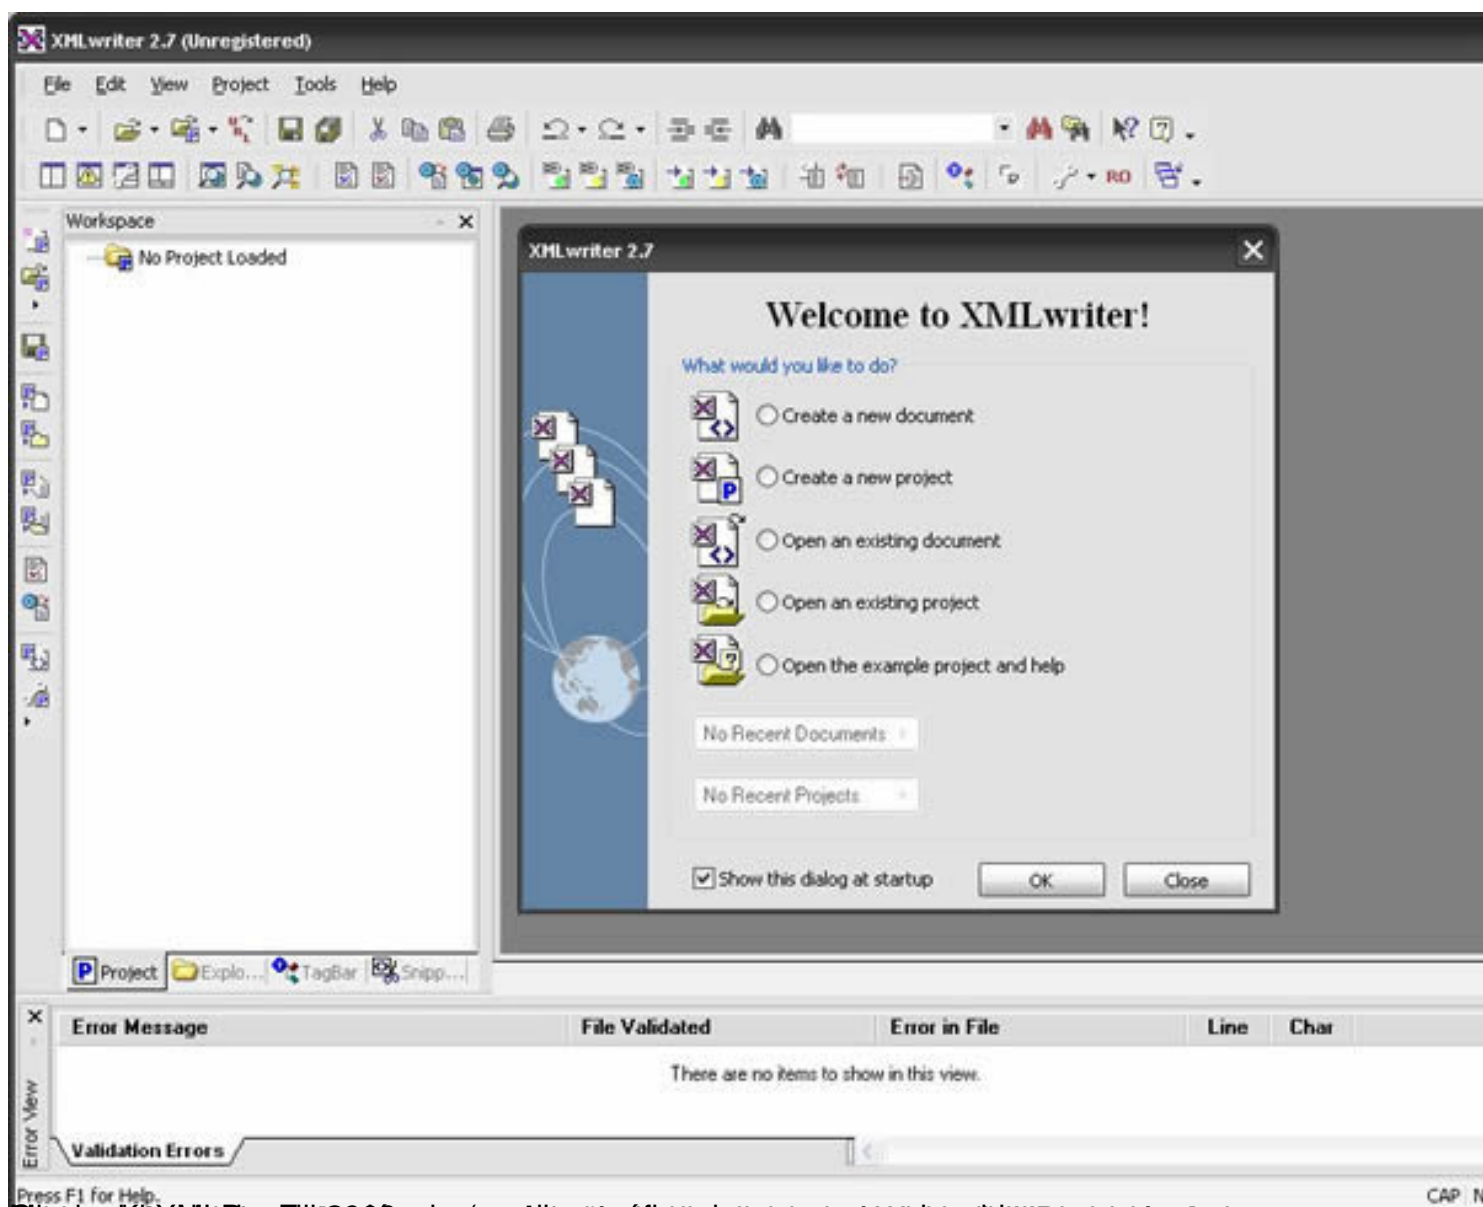 XMLwriter 2.7 (Unregistered)
File Edit View Project Tools Help
RO
Workspace
No Project Loaded
XMLwriter 2.7
Welcome to XMLwriter!
What would you like to do?
Create a new document
Create a new project
Open an existing document
Open an existing project
Open the example project and help
No Recent Documents
No Recent Projects
Show this dialog at startup
OK Close
Project Explo... TagBar Snipp...
Error Message File Validated Error in File Line Char
There are no items to show in this view.
Error View
Validation Errors
Press F1 for Help.
CAP N